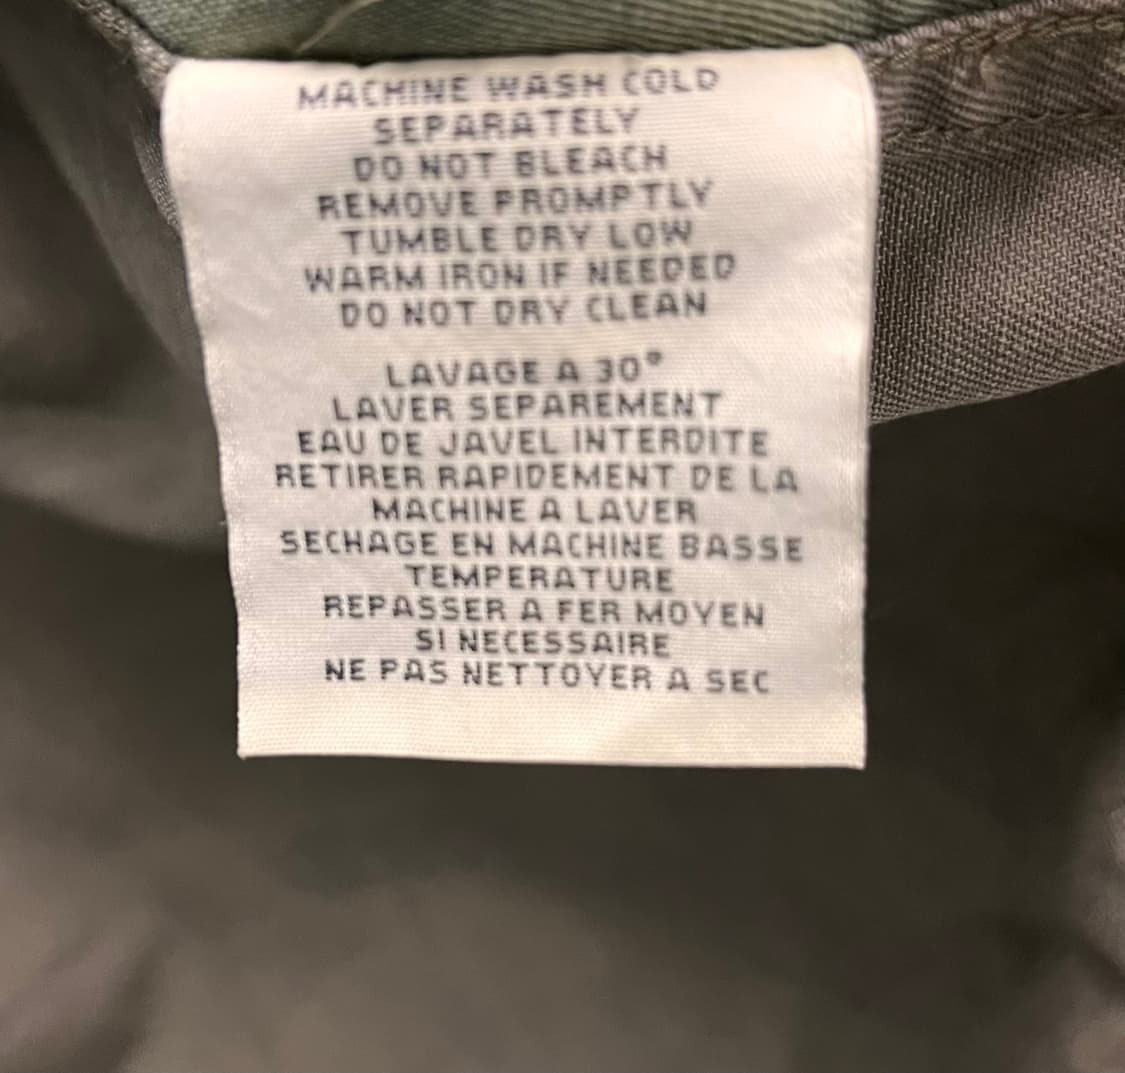 MACHINE WASH COLD
SEPARATELY
DO NOT BLEACH
REMOVE PROMPTLY
TUMBLE DRY LOW
WARM IRON IF NEEDED
DO NOT DRY CLEAN
LAVAGE A 30°
LAVER SEPAREMENT
EAU DE JAVEL INTERDITE
RETIRER RAPIDEMENT DE LA
MACHINE A LAVER
SECHAGE EN MACHINE BASSE
TEMPERATURE
REPASSER A FER MOYEN
SI NECESSAIRE
NE PAS NETTOYER A SEC